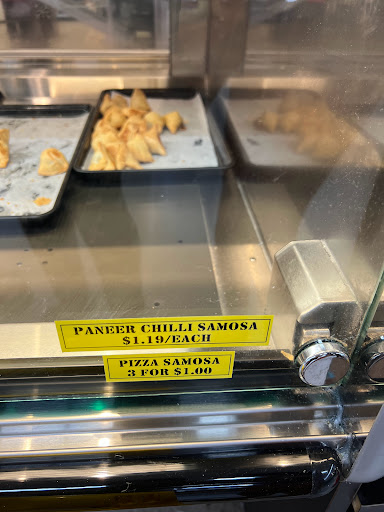 PANEER CHILLI SAMOSA
$1.19/EACH
PIZZA SAMOSA
3 FOR $1.00